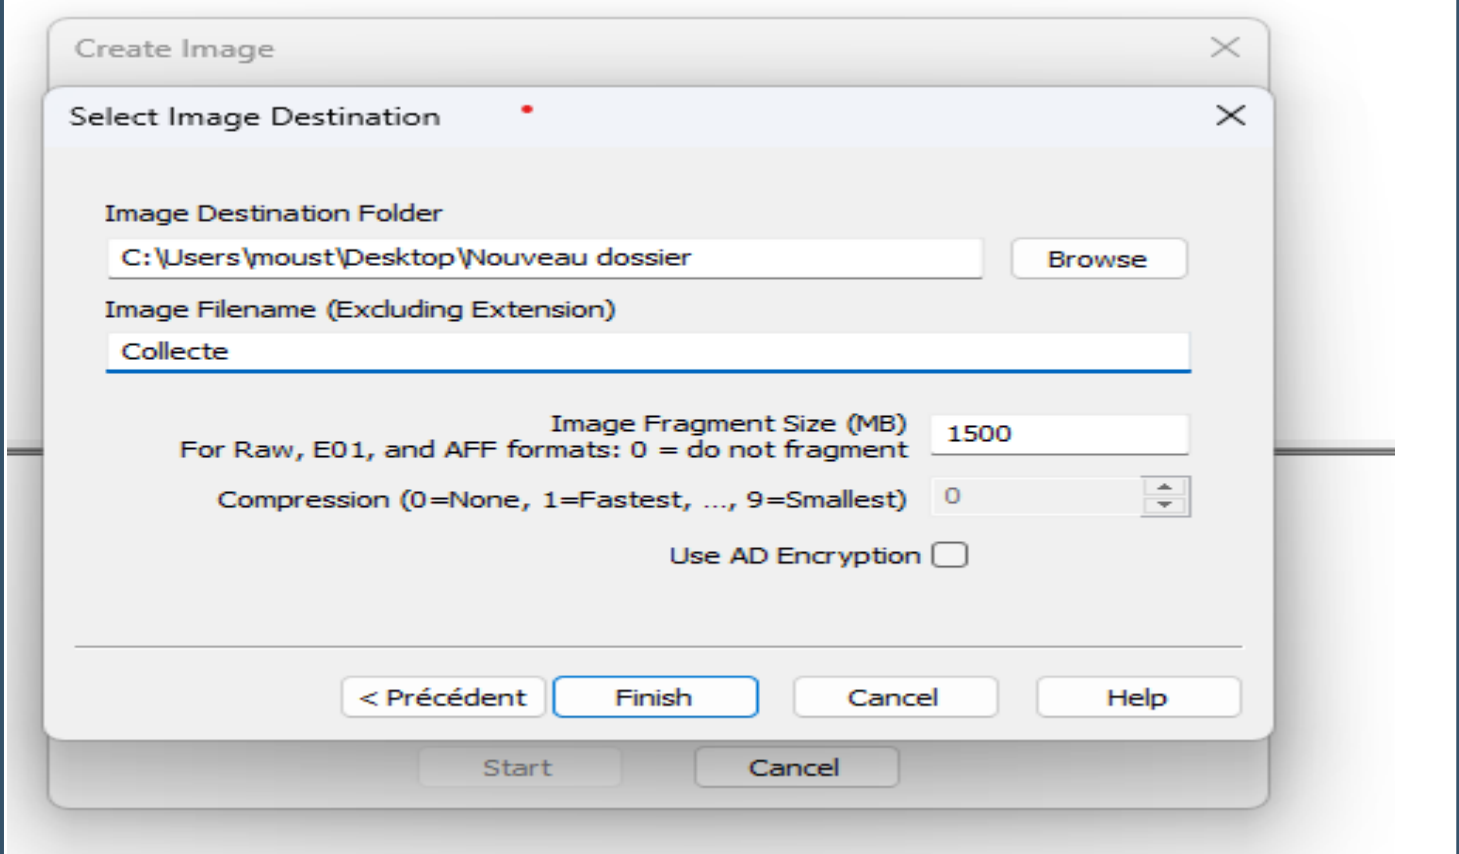 Create Image
Select Image Destination
Image Destination Folder
C:\Users\moust\Desktop\Nouveau dossier
Browse
Image Filename (Excluding Extension)
Collecte
Image Fragment Size (MB)
For Raw, E01, and AFF formats: 0 = do not fragment
1500
Compression (0=None, 1=Fastest, ..., 9=Smallest)
0
Use AD Encryption
< Précédent
Finish
Cancel
Help
Start
Cancel